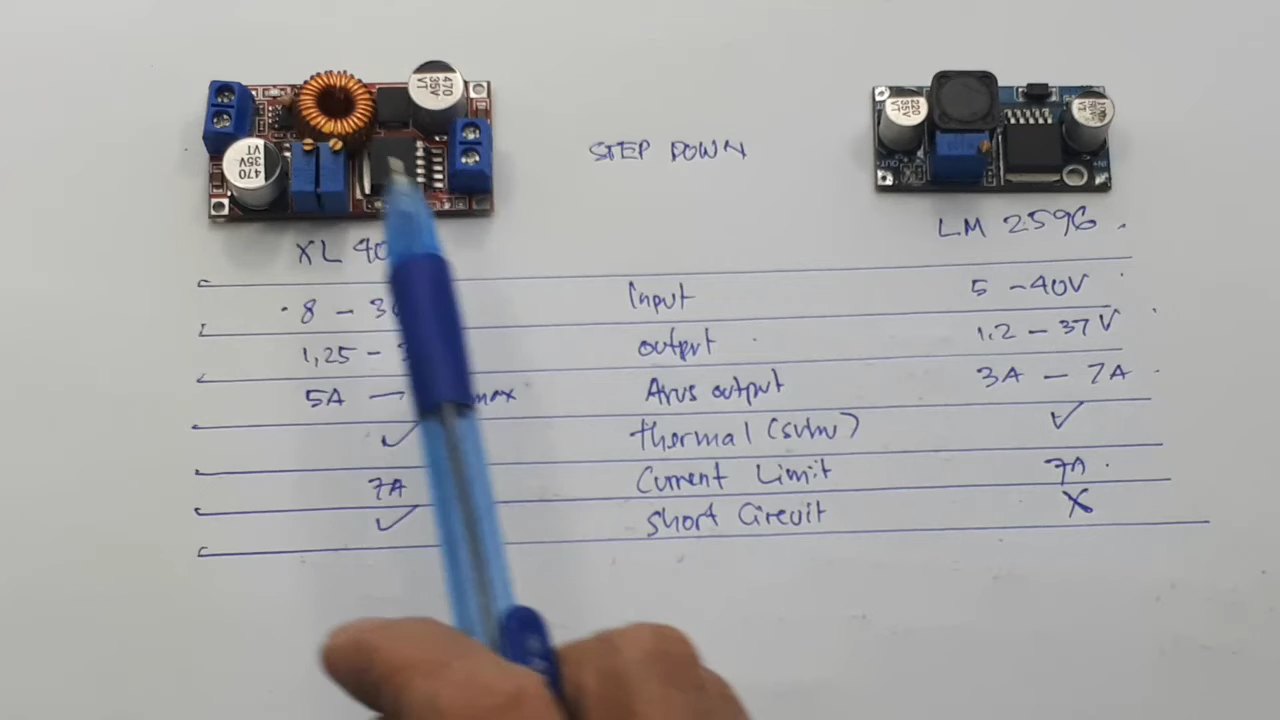 470
35V
VT
470
35V
VT
STEP DOWN
220
35V
VT
XL 40
LM 2596
8 - 3
Input
5 - 40V
1,25 -
output
1,2 - 37V
5A - max
Arus output
3A - 7A
✓
thermal (suhu)
✓
7A
Current Limit
7A
✓
Short Circuit
X